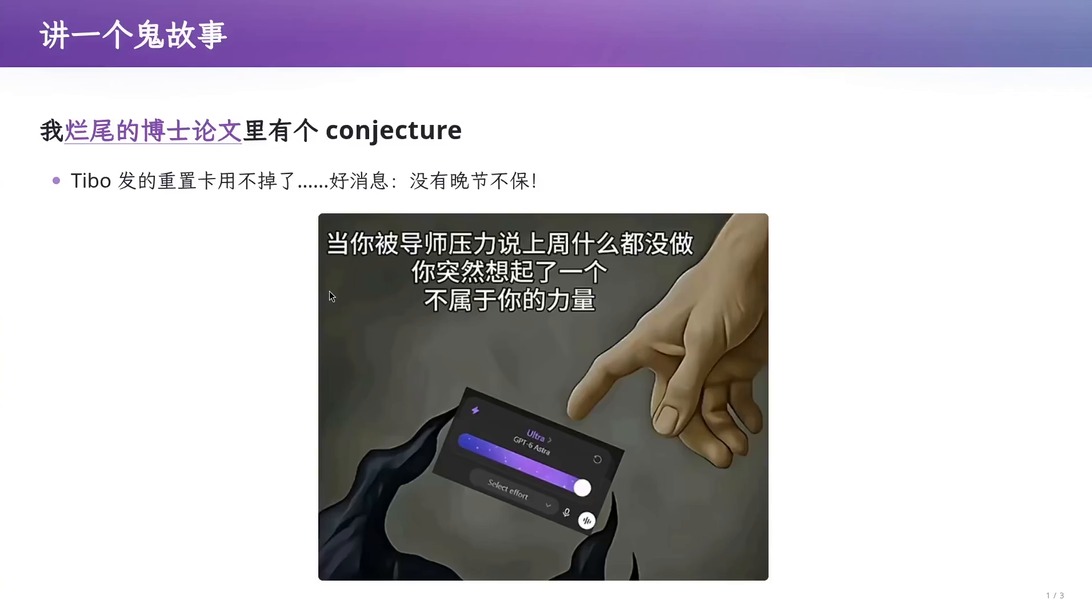 讲一个鬼故事
我烂尾的博士论文里有个 conjecture
Tibo 发的重置卡用不掉了……好消息：没有晚节不保！
当你被导师压力说上周什么都没做
你突然想起了一个
不属于你的力量
Ultra >
GPT-6 Astra
Select effort
1 / 3